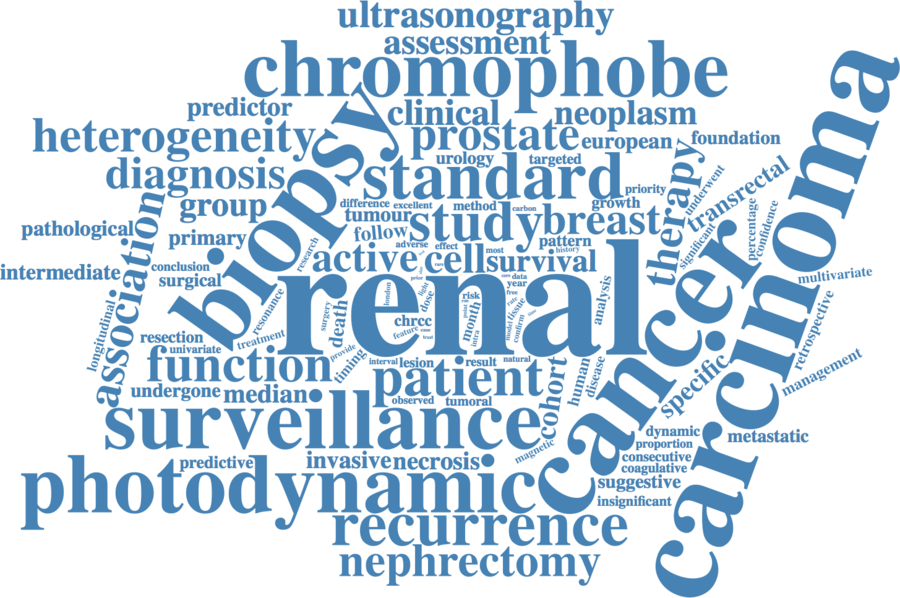 ultrasonography
assessment
chromophobe
predictor
clinical
neoplasm
heterogeneity
prostate
european
foundation
biopsy
urology
targeted
diagnosis
standard
therapy
underwent
transrectal
carcinoma
priority
group
difference
excellent
method
carbon
growth
tumour
study
breast
significant
percentage
confidence
pathological
association
primary
research
follow
adverse
effect
most
history
pattern
intermediate
conclusion
surgical
active
cell
survival
multivariate
longitudinal
resonance
renal
london
light
dose
risk
month
intra
data
year
free
rate
tissue
model
confirm
analysis
cancer
retrospective
surgery
death
chrcc
feature
resection
univariate
treatment
provide
timing
interval
lesion
result
natural
function
patient
cohort
human
disease
specific
management
undergone
median
observed
tumoral
surveillance
magnetic
dynamic
proportion
metastatic
consecutive
coagulative
predictive
invasive
necrosis
suggestive
photodynamic
insignificant
recurrence
nephrectomy